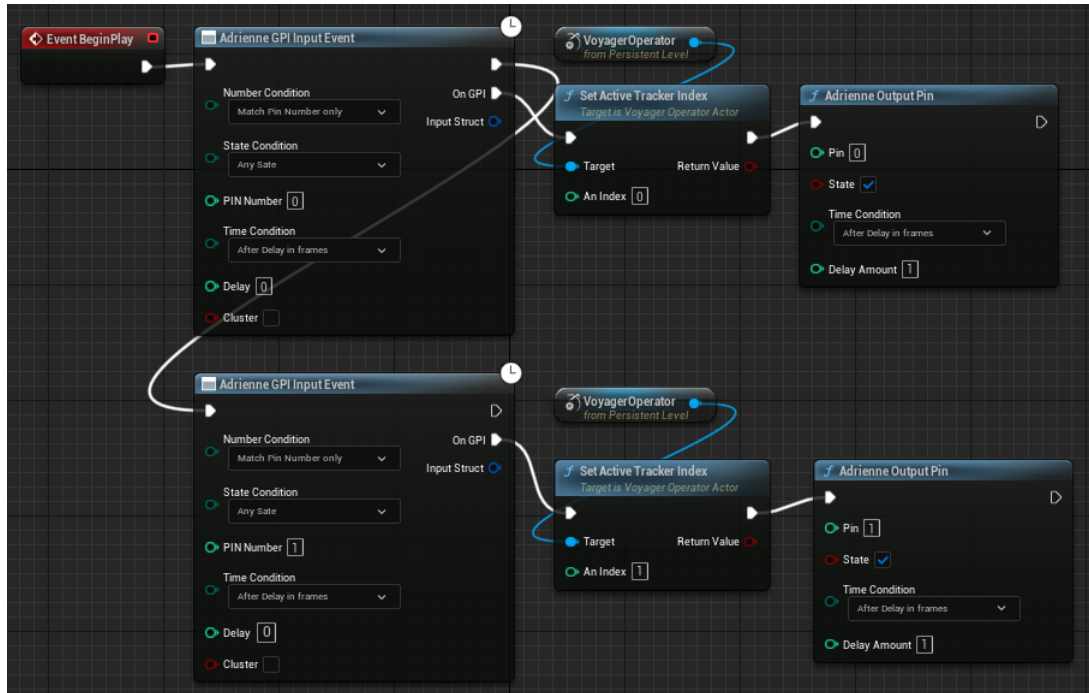 Event BeginPlay
Adrienne GPI Input Event
Number Condition
Match Pin Number only
State Condition
Any Sate
PIN Number 0
Time Condition
After Delay in frames
Delay 0
Cluster
On GPI
Input Struct
VoyagerOperator
from Persistent Level
f Set Active Tracker Index
Target is Voyager Operator Actor
Target Return Value
An Index 0
f Adrienne Output Pin
Pin 0
State
Time Condition
After Delay in frames
Delay Amount 1
Adrienne GPI Input Event
Number Condition
Match Pin Number only
State Condition
Any Sate
PIN Number 1
Time Condition
After Delay in frames
Delay 0
Cluster
On GPI
Input Struct
VoyagerOperator
from Persistent Level
f Set Active Tracker Index
Target is Voyager Operator Actor
Target Return Value
An Index 1
f Adrienne Output Pin
Pin 1
State
Time Condition
After Delay in frames
Delay Amount 1